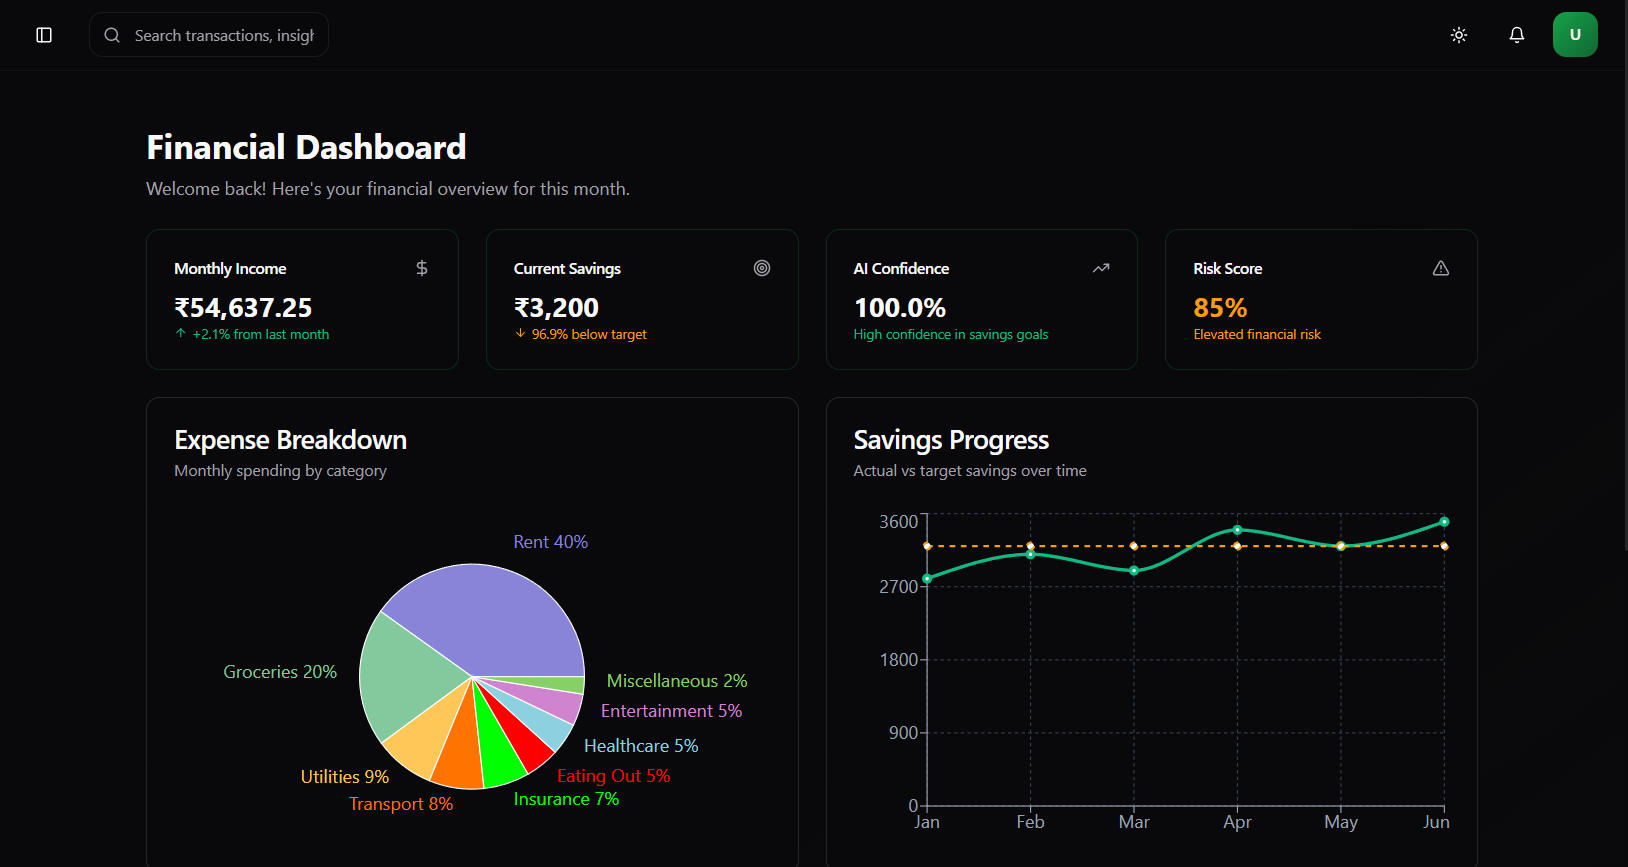 Search transactions, insigh
U
Financial Dashboard
Welcome back! Here's your financial overview for this month.
Monthly Income
₹54,637.25
+2.1% from last month
Current Savings
₹3,200
96.9% below target
AI Confidence
100.0%
High confidence in savings goals
Risk Score
85%
Elevated financial risk
Expense Breakdown
Monthly spending by category
Rent 40%
Groceries 20%
Miscellaneous 2%
Entertainment 5%
Healthcare 5%
Eating Out 5%
Utilities 9%
Insurance 7%
Transport 8%
Savings Progress
Actual vs target savings over time
3600
2700
1800
900
0
Jan Feb Mar Apr May Jun